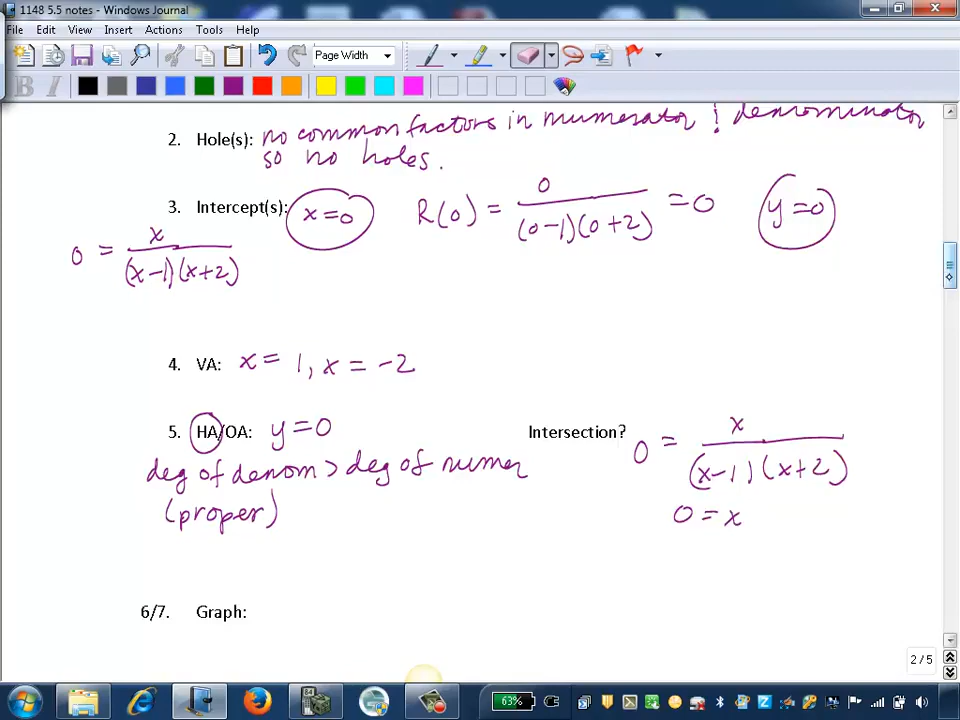 1148 5.5 notes - Windows Journal
File Edit View Insert Actions Tools Help
Page Width
B I
2. Hole(s): no common factors in numerator & denominator
so no holes.
3. Intercept(s): x=0 R(0) = 0/((0-1)(0+2)) = 0 y=0
0 = x/((x-1)(x+2))
4. VA: x = 1, x = -2
5. HA/OA: y=0 Intersection? 0 = x/((x-1)(x+2))
deg of denom > deg of numer
(proper) 0 = x
6/7. Graph:
2 / 5
63%